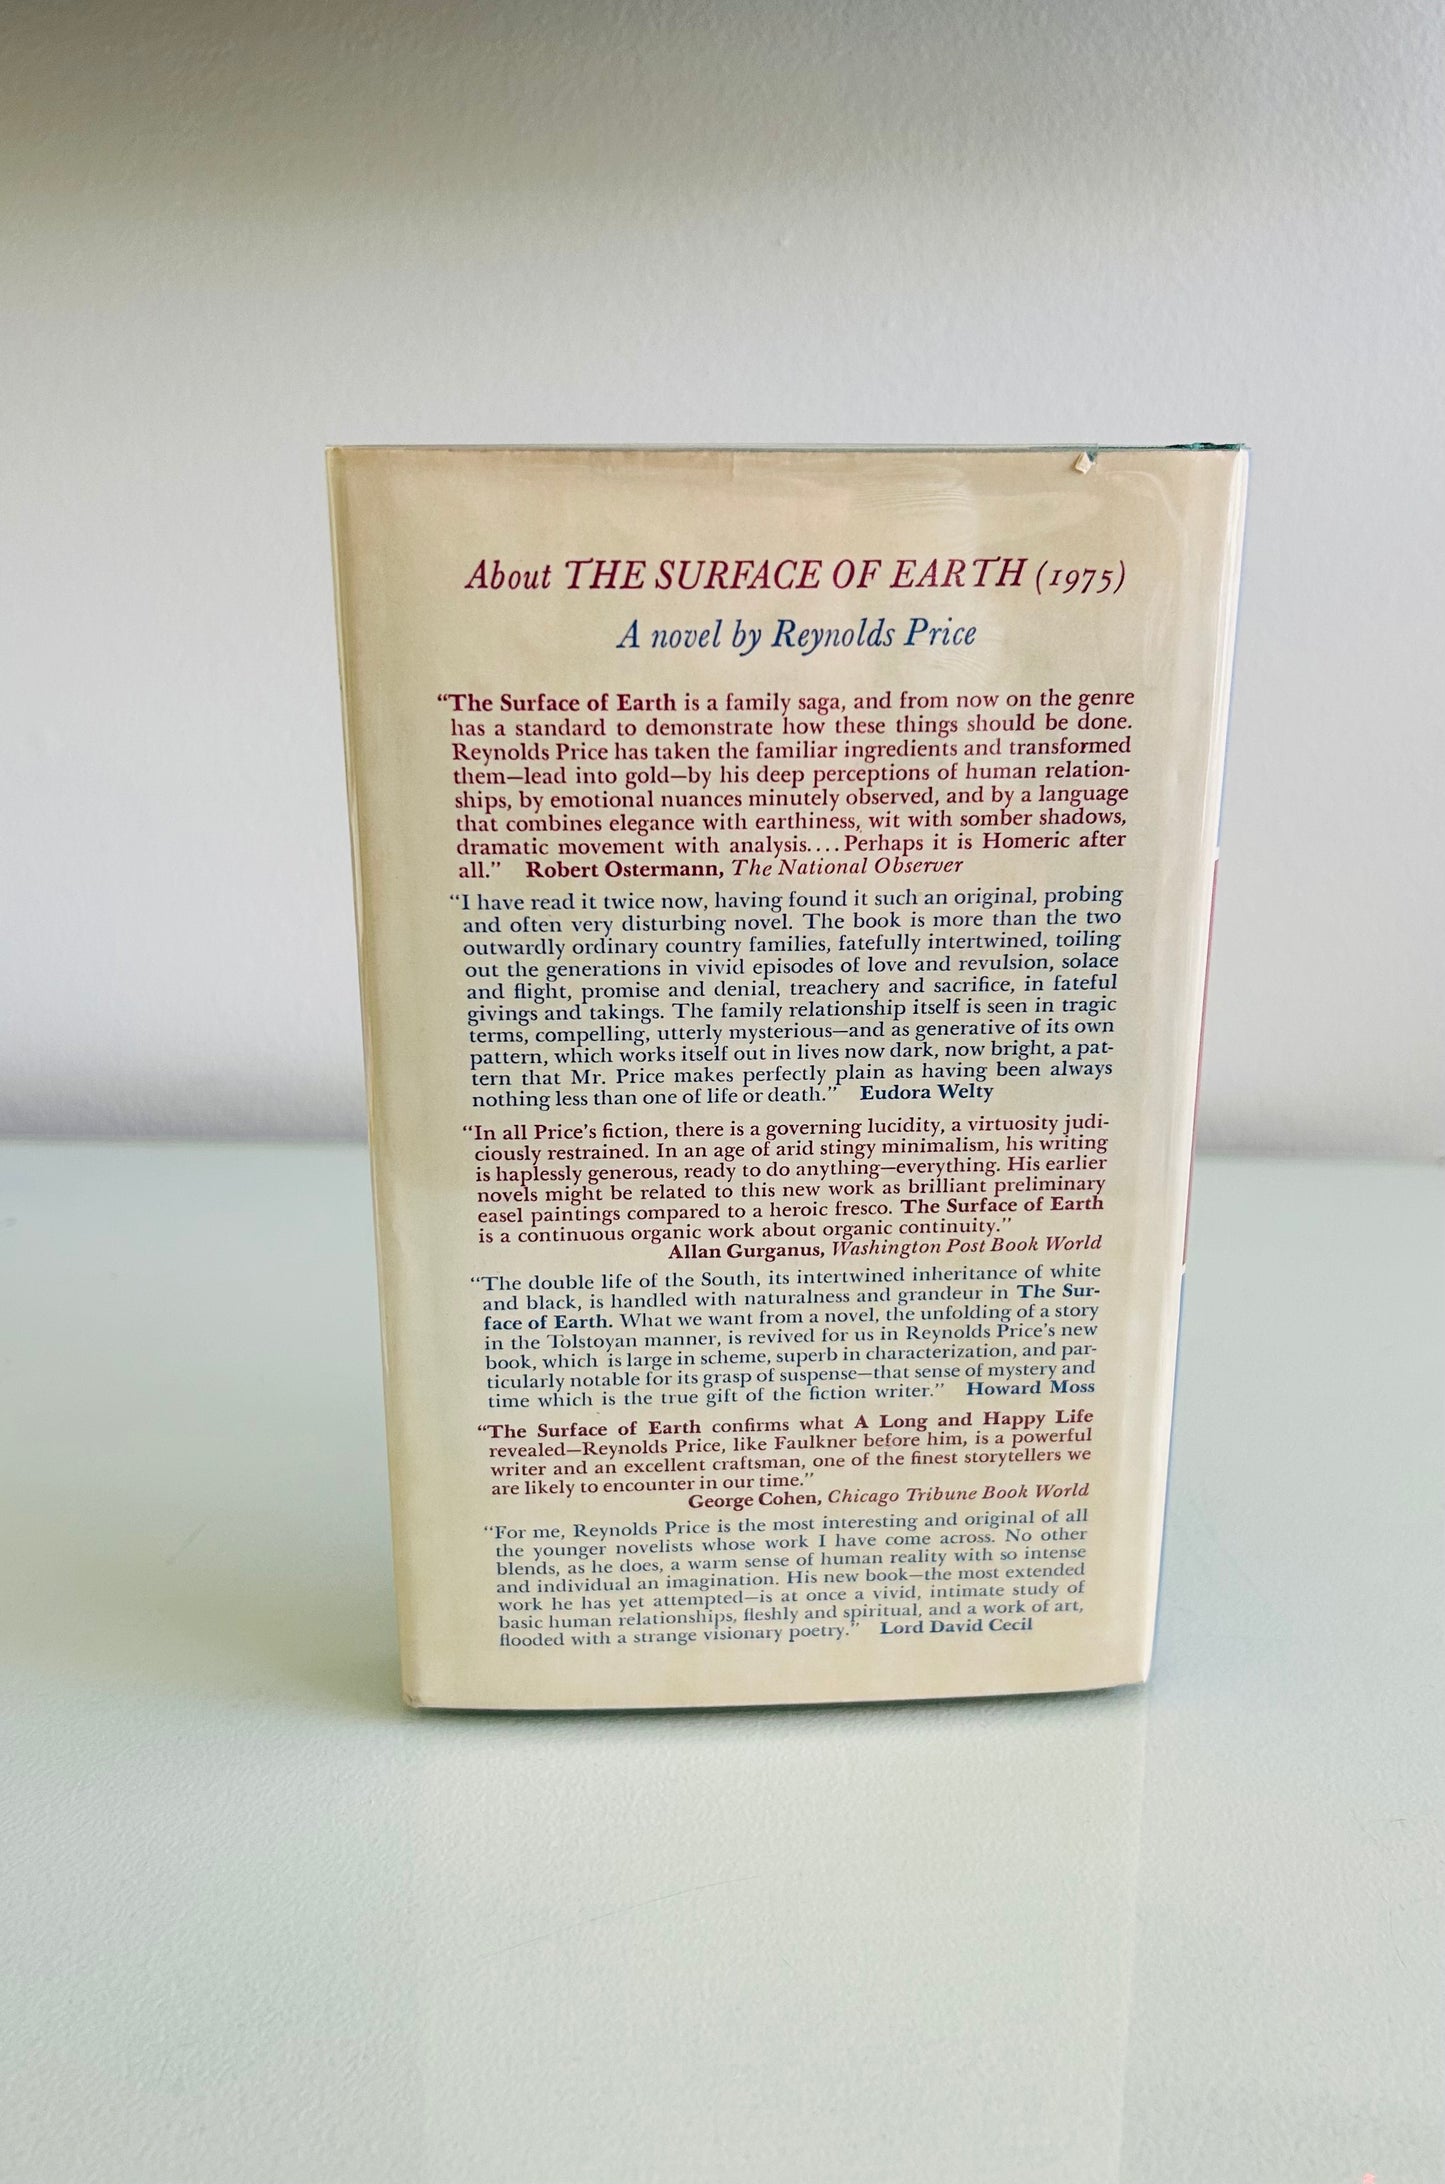 About THE SURFACE OF EARTH (1975)
A novel by Reynolds Price
“The Surface of Earth is a family saga, and from now on the genre
has a standard to demonstrate how these things should be done.
Reynolds Price has taken the familiar ingredients and transformed
them—lead into gold—by his deep perceptions of human relation-
ships, by emotional nuances minutely observed, and by a language
that combines elegance with earthiness, wit with somber shadows,
dramatic movement with analysis.... Perhaps it is Homeric after
all.” Robert Ostermann, The National Observer
“I have read it twice now, having found it such an original, probing
and often very disturbing novel. The book is more than the two
outwardly ordinary country families, fatefully intertwined, toiling
out the generations in vivid episodes of love and revulsion, solace
and flight, promise and denial, treachery and sacrifice, in fateful
givings and takings. The family relationship itself is seen in tragic
terms, compelling, utterly mysterious—and as generative of its own
pattern, which works itself out in lives now dark, now bright, a pat-
tern that Mr. Price makes perfectly plain as having been always
nothing less than one of life or death.” Eudora Welty
“In all Price’s fiction, there is a governing lucidity, a virtuosity judi-
ciously restrained. In an age of arid stingy minimalism, his writing
is haplessly generous, ready to do anything—everything. His earlier
novels might be related to this new work as brilliant preliminary
easel paintings compared to a heroic fresco. The Surface of Earth
is a continuous organic work about organic continuity.”
Allan Gurganus, Washington Post Book World
“The double life of the South, its intertwined inheritance of white
and black, is handled with naturalness and grandeur in The Sur-
face of Earth. What we want from a novel, the unfolding of a story
in the Tolstoyan manner, is revived for us in Reynolds Price’s new
book, which is large in scheme, superb in characterization, and par-
ticularly notable for its grasp of suspense—that sense of mystery and
time which is the true gift of the fiction writer.” Howard Moss
“The Surface of Earth confirms what A Long and Happy Life
revealed—Reynolds Price, like Faulkner before him, is a powerful
writer and an excellent craftsman, one of the finest storytellers we
are likely to encounter in our time.”
George Cohen, Chicago Tribune Book World
“For me, Reynolds Price is the most interesting and original of all
the younger novelists whose work I have come across. No other
blends, as he does, a warm sense of human reality with so intense
and individual an imagination. His new book—the most extended
work he has yet attempted—is at once a vivid, intimate study of
basic human relationships, fleshly and spiritual, and a work of art,
flooded with a strange visionary poetry.” Lord David Cecil